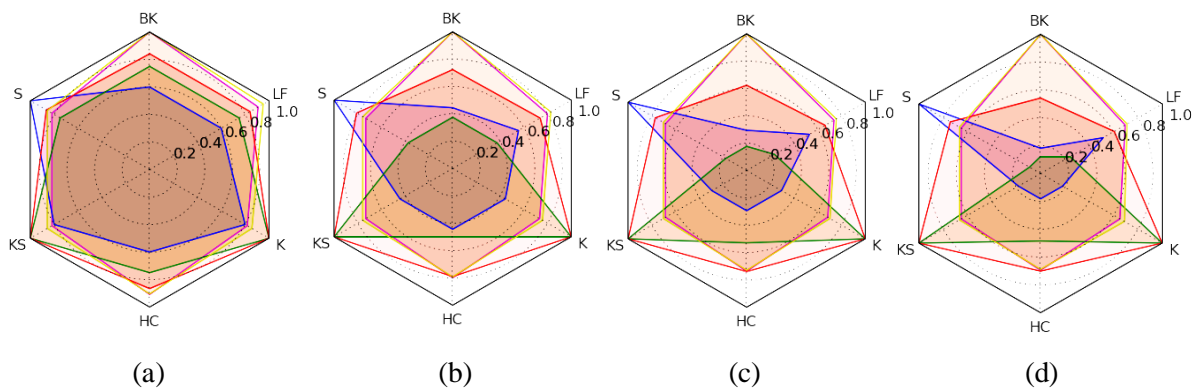 BK BK BK BK
S LF S LF S LF S LF
1.0 1.0 1.0 1.0
0.8 0.8 0.8 0.8
0.6 0.6 0.6 0.6
0.4 0.4 0.4 0.4
0.2 0.2 0.2 0.2
KS K KS K KS K KS K
HC HC HC HC
(a) (b) (c) (d)